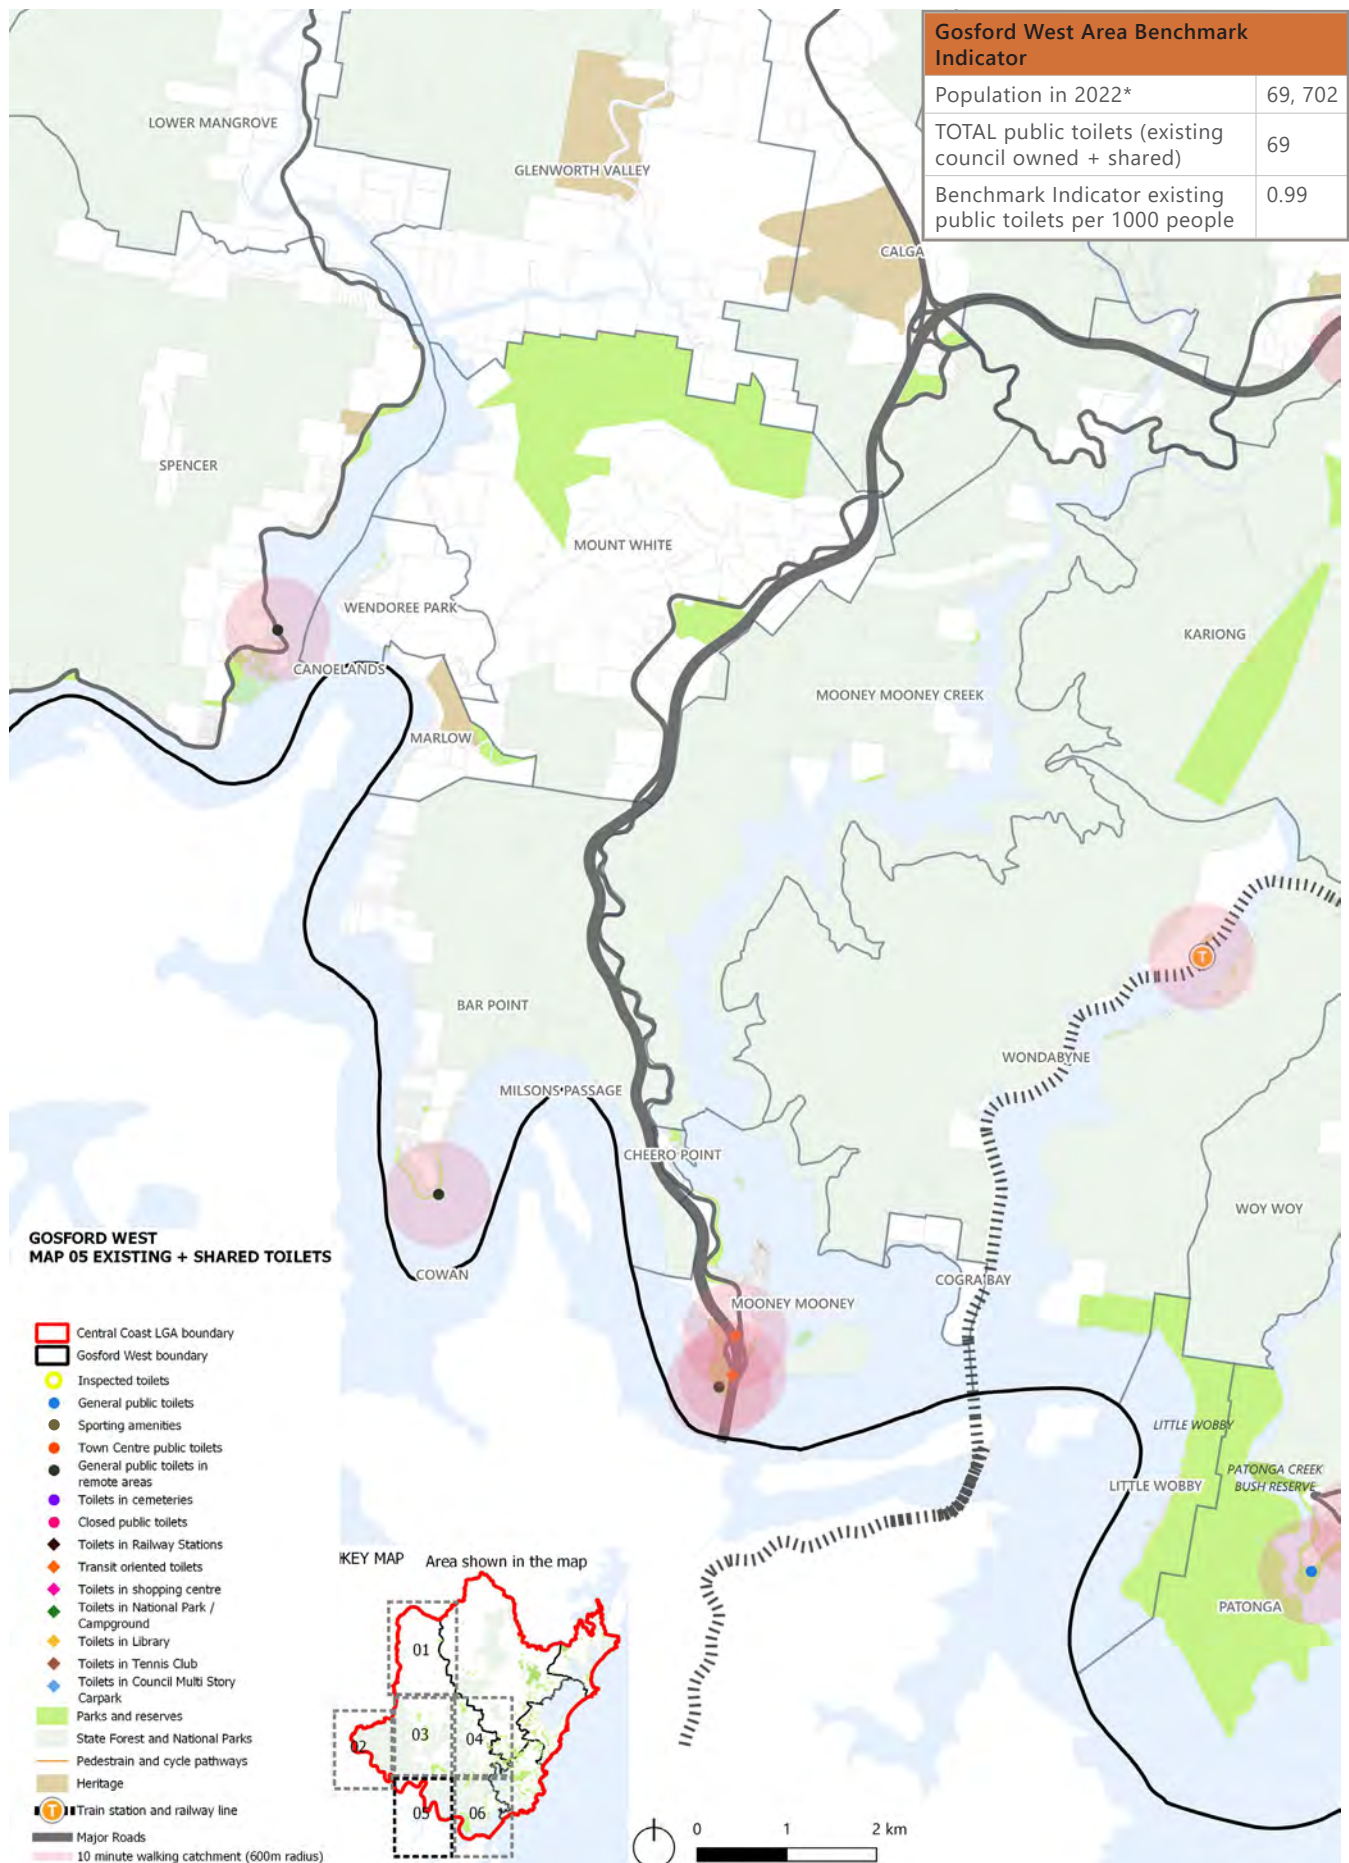 Gosford West Area Benchmark
Indicator
Population in 2022* 69, 702
TOTAL public toilets (existing
council owned + shared) 69
Benchmark Indicator existing 0.99
public toilets per 1000 people
LOWER MANGROVE
GLENWORTH VALLEY
CALGA
SPENCER
MOUNT WHITE
WENDOREE PARK
KARIONG
CANOELANDS
MOONEY MOONEY CREEK
MARLOW
BAR POINT
WONDABYNE
MILSONS PASSAGE
CHEERO POINT
WOY WOY
COWAN
COGRA BAY
MOONEY MOONEY
LITTLE WOBBY
PATONGA CREEK
BUSH RESERVE
LITTLE WOBBY
PATONGA
T
GOSFORD WEST
MAP 05 EXISTING + SHARED TOILETS
Central Coast LGA boundary
Gosford West boundary
Inspected toilets
General public toilets
Sporting amenities
Town Centre public toilets
General public toilets in
remote areas
Toilets in cemeteries
Closed public toilets
Toilets in Railway Stations
Transit oriented toilets
Toilets in shopping centre
Toilets in National Park /
Campground
Toilets in Library
Toilets in Tennis Club
Toilets in Council Multi Story
Carpark
Parks and reserves
State Forest and National Parks
Pedestrain and cycle pathways
Heritage
T Train station and railway line
Major Roads
10 minute walking catchment (600m radius)
KEY MAP Area shown in the map
01
02
03
04
05
06
0 1 2 km